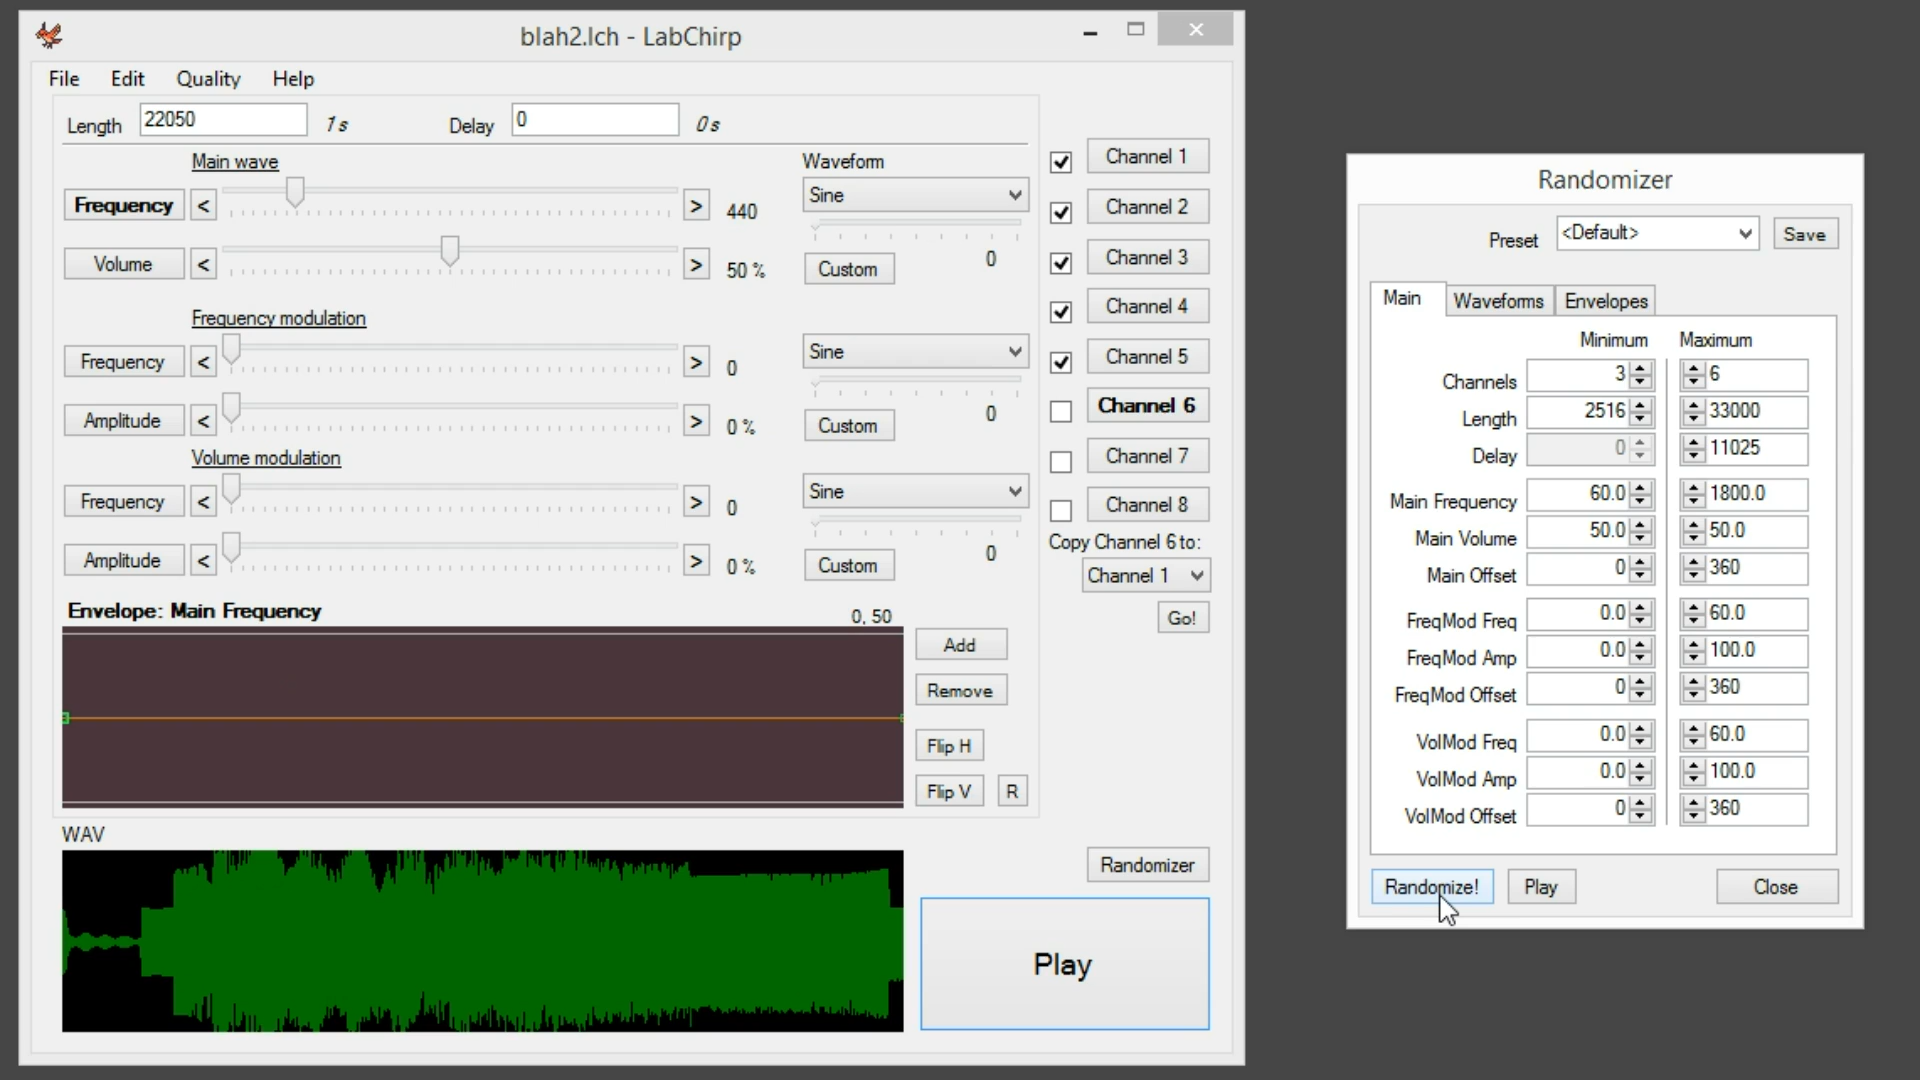 blah2.lch - LabChirp
File Edit Quality Help
Length 22050 1 s Delay 0 0 s
Main wave Waveform
Frequency < > 440 Sine
Volume < > 50 % Custom 0
Frequency modulation
Frequency < > 0 Sine
Amplitude < > 0 % Custom 0
Volume modulation
Frequency < > 0 Sine
Amplitude < > 0 % Custom 0
Envelope: Main Frequency 0, 50
Add
Remove
Flip H
Flip V R
Channel 1
Channel 2
Channel 3
Channel 4
Channel 5
Channel 6
Channel 7
Channel 8
Copy Channel 6 to:
Channel 1
Go!
WAV
Randomizer
Play
Randomizer
Preset <Default> Save
Main Waveforms Envelopes
Minimum Maximum
Channels 3 6
Length 2516 33000
Delay 0 11025
Main Frequency 60.0 1800.0
Main Volume 50.0 50.0
Main Offset 0 360
FreqMod Freq 0.0 60.0
FreqMod Amp 0.0 100.0
FreqMod Offset 0 360
VolMod Freq 0.0 60.0
VolMod Amp 0.0 100.0
VolMod Offset 0 360
Randomize! Play Close